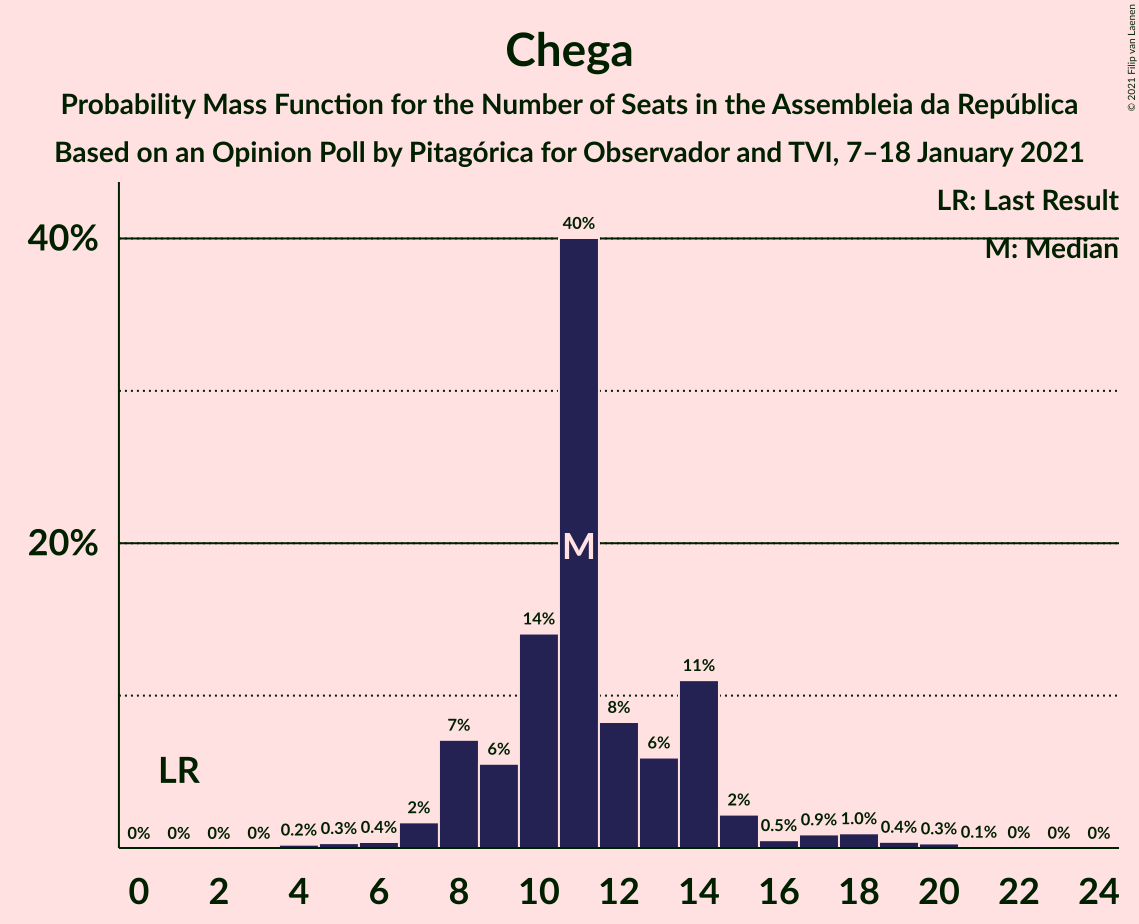 Chega
Probability Mass Function for the Number of Seats in the Assembleia da República
Based on an Opinion Poll by Pitagórica for Observador and TVI, 7–18 January 2021
© 2021 Filip van Laenen
LR: Last Result
M: Median
40%
20%
40%
M
14%
11%
8%
7%
6%
6%
LR
2%
2%
0% 0% 0% 0% 0.2% 0.3% 0.4% 0.5% 0.9% 1.0% 0.4% 0.3% 0.1% 0% 0% 0%
0 2 4 6 8 10 12 14 16 18 20 22 24